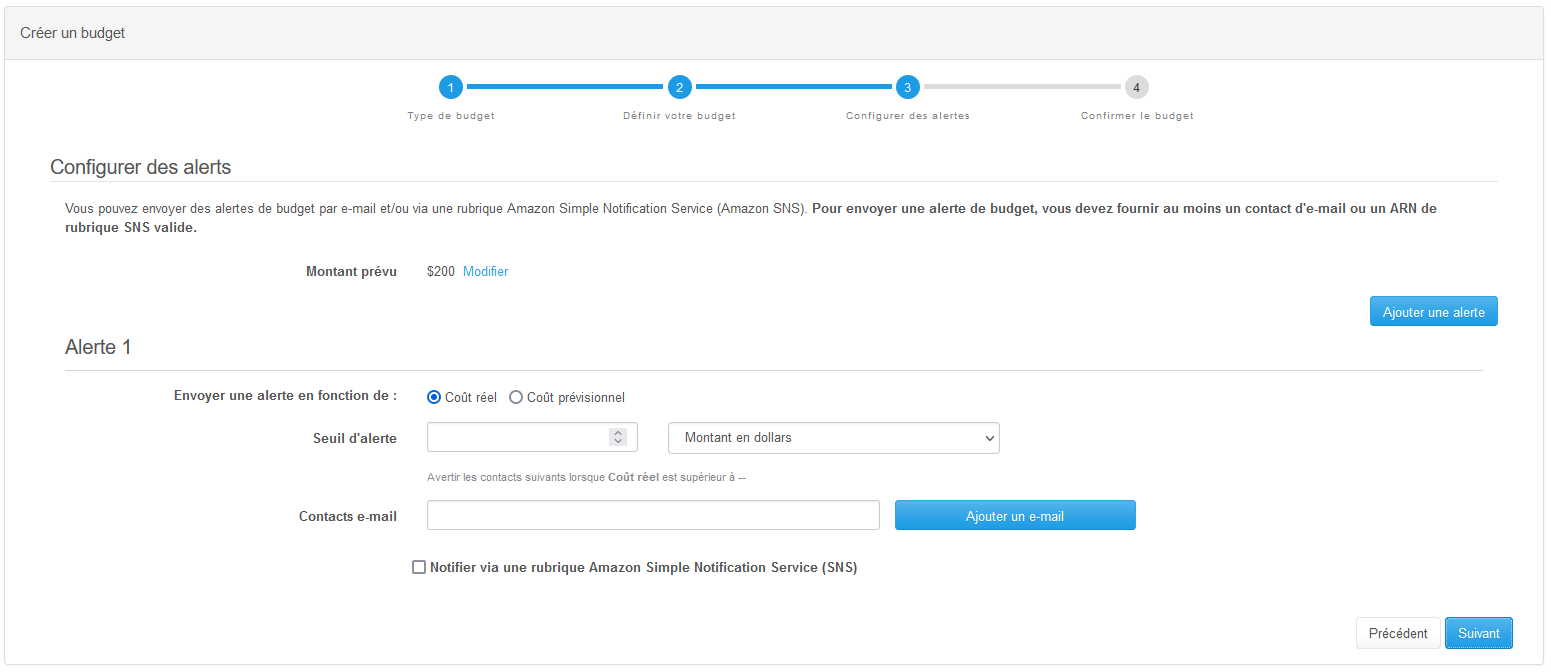 Créer un budget
1 2 3 4
Type de budget Définir votre budget Configurer des alertes Confirmer le budget
Configurer des alerts
Vous pouvez envoyer des alertes de budget par e-mail et/ou via une rubrique Amazon Simple Notification Service (Amazon SNS). Pour envoyer une alerte de budget, vous devez fournir au moins un contact d'e-mail ou un ARN de
rubrique SNS valide.
Montant prévu $200 Modifier
Ajouter une alerte
Alerte 1
Envoyer une alerte en fonction de : Coût réel Coût prévisionnel
Seuil d'alerte Montant en dollars
Avertir les contacts suivants lorsque Coût réel est supérieur à --
Contacts e-mail Ajouter un e-mail
Notifier via une rubrique Amazon Simple Notification Service (SNS)
Précédent Suivant